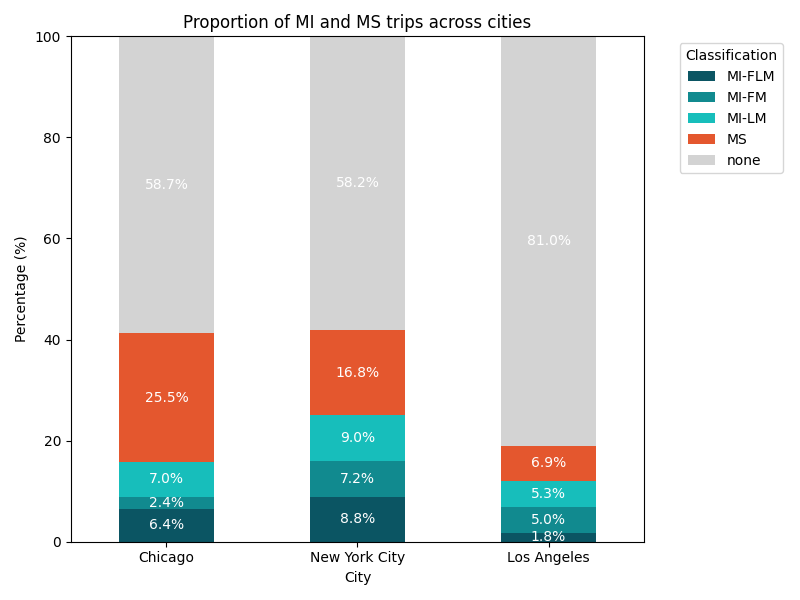 Proportion of MI and MS trips across cities
Percentage (%)
100
80
60
40
20
0
58.7%
25.5%
7.0%
2.4%
6.4%
58.2%
16.8%
9.0%
7.2%
8.8%
81.0%
6.9%
5.3%
5.0%
1.8%
Chicago
New York City
Los Angeles
City
Classification
MI-FLM
MI-FM
MI-LM
MS
none